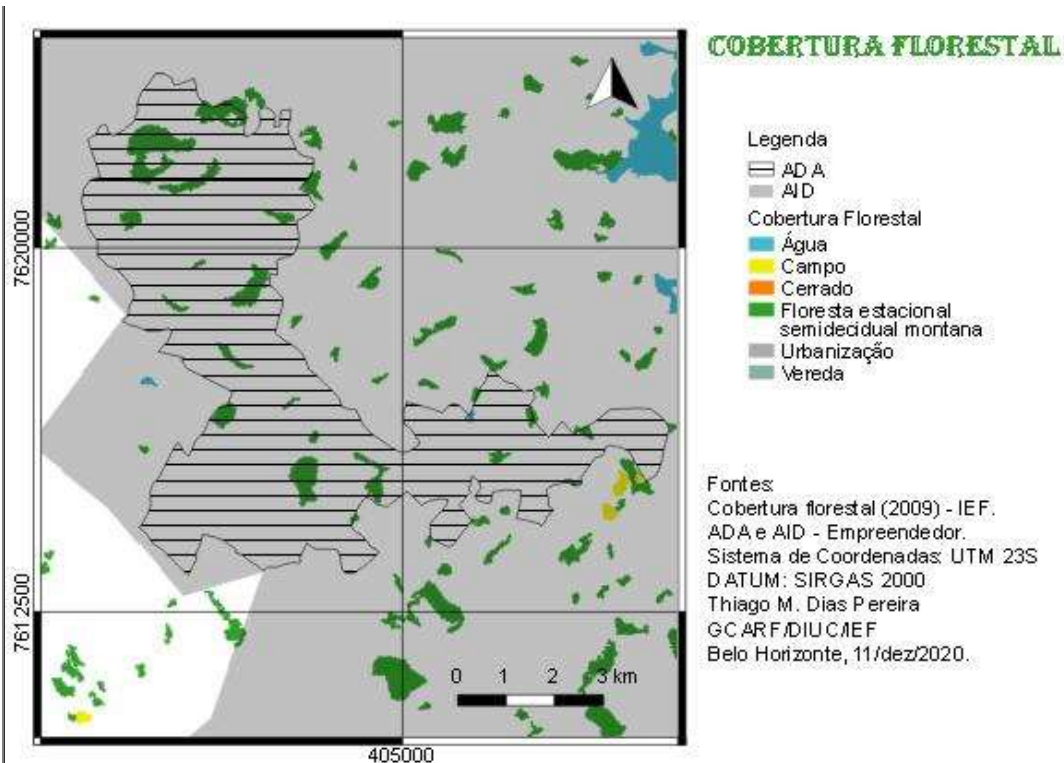 COBERTURA FLORESTAL
Legenda
ADA
AID
Cobertura Florestal
Água
Campo
Cerrado
Floresta estacional
semidecidual montana
Urbanização
Vereda
7620000
7612500
405000
0 1 2 3 km
Fontes:
Cobertura florestal (2009) - IEF.
ADA e AID - Empreendedor.
Sistema de Coordenadas: UTM 23S
DATUM: SIRGAS 2000
Thiago M. Dias Pereira
GCARF/DIUC/IEF
Belo Horizonte, 11/dez/2020.